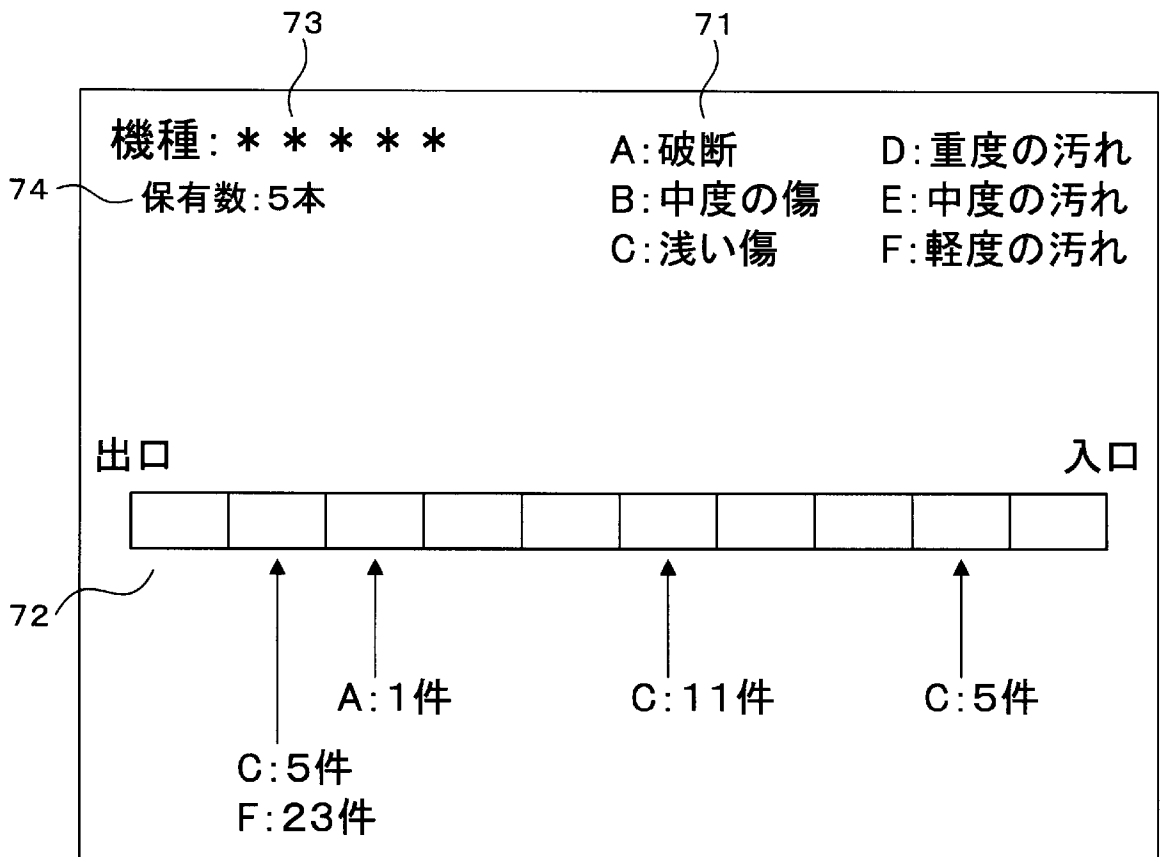 73
71
機種:*****
74
保有数:5本
A:破断
B:中度の傷
C:浅い傷
D:重度の汚れ
E:中度の汚れ
F:軽度の汚れ
出口
入口
72
A:1件
C:11件
C:5件
C:5件
F:23件